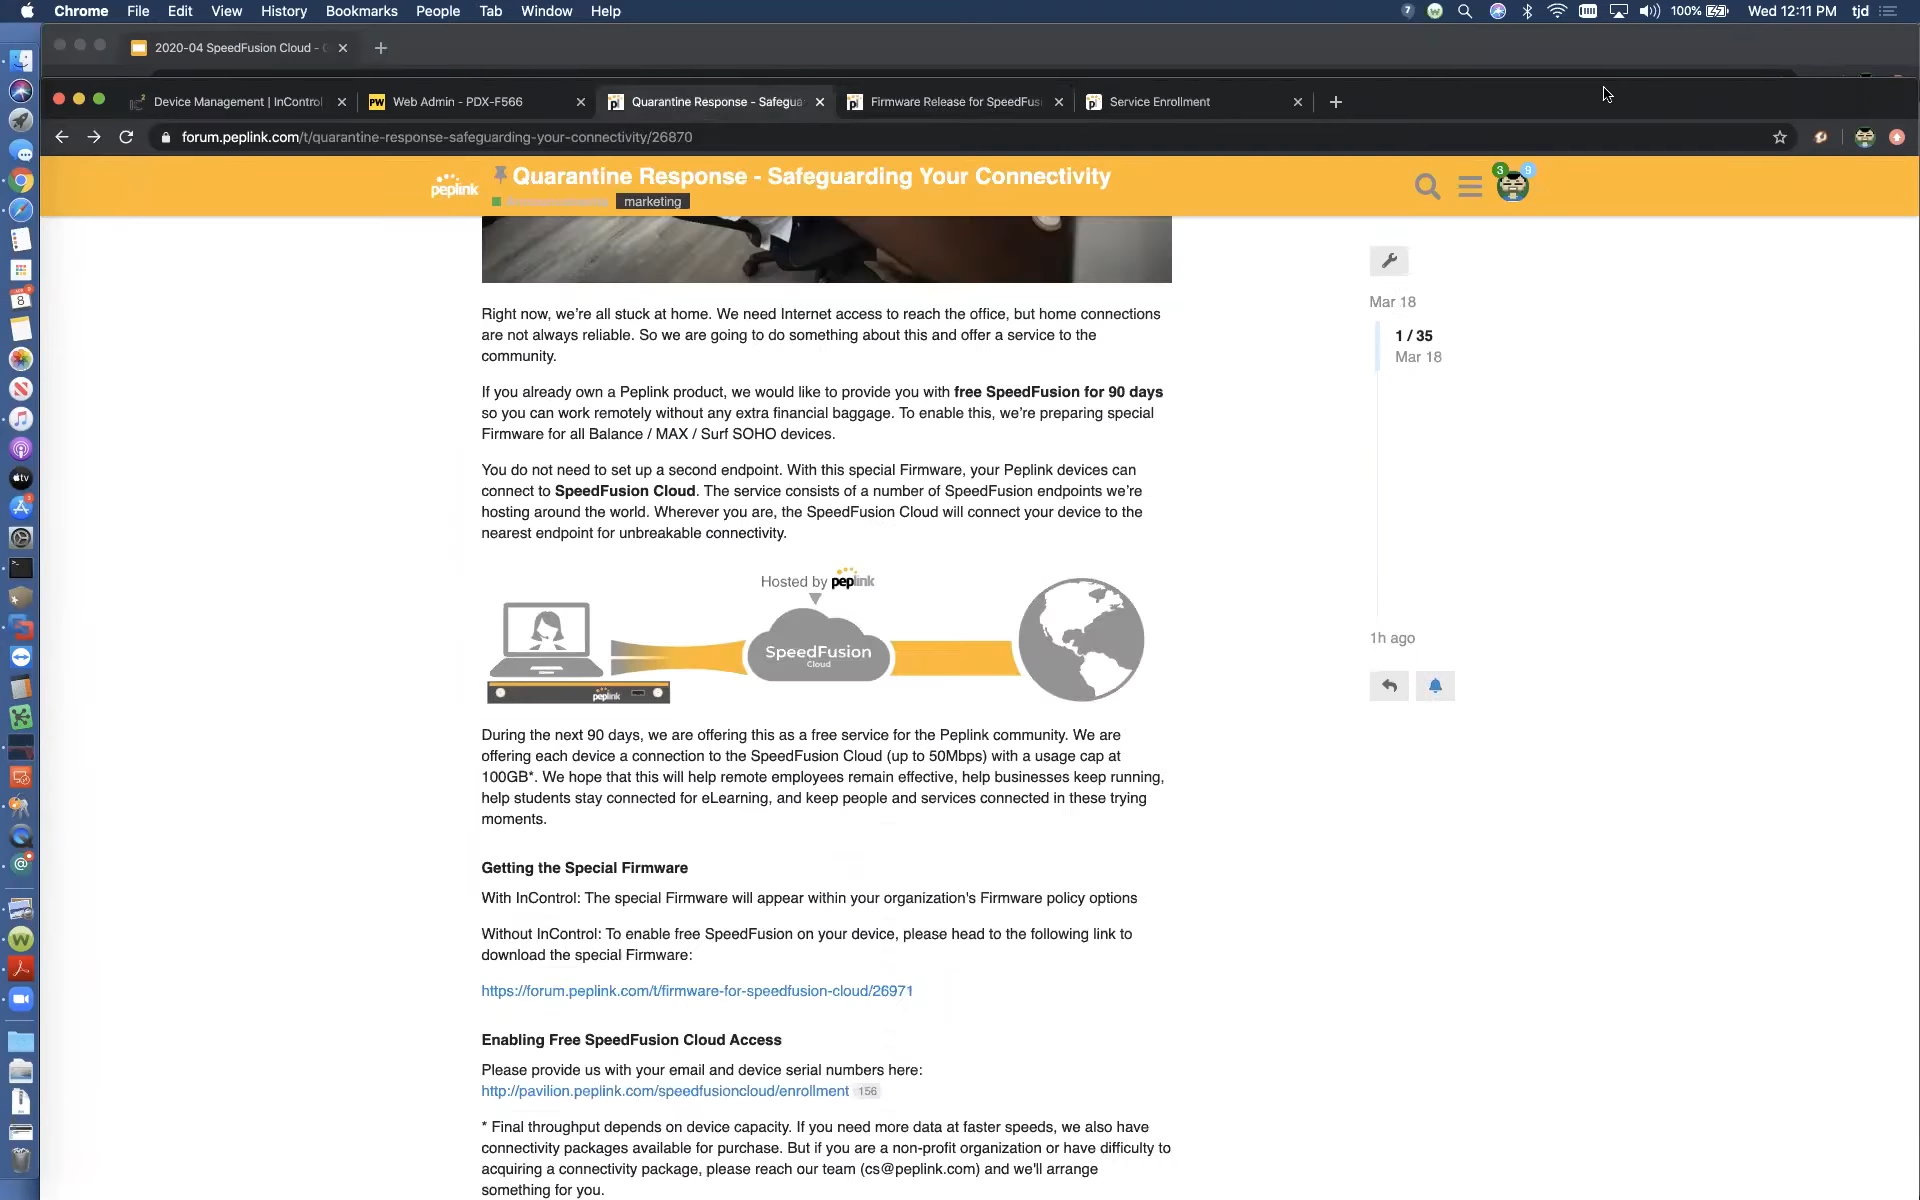 Chrome File Edit View History Bookmarks People Tab Window Help 7 100% Wed 12:11 PM tjd
2020-04 SpeedFusion Cloud -
Device Management | InControl
PW Web Admin - PDX-F566
pi Quarantine Response - Safegua
pi Firmware Release for SpeedFus
pi Service Enrollment
forum.peplink.com/t/quarantine-response-safeguarding-your-connectivity/26870
peplink
Quarantine Response - Safeguarding Your Connectivity
marketing
3 9
Right now, we're all stuck at home. We need Internet access to reach the office, but home connections
are not always reliable. So we are going to do something about this and offer a service to the
community.
If you already own a Peplink product, we would like to provide you with free SpeedFusion for 90 days
so you can work remotely without any extra financial baggage. To enable this, we're preparing special
Firmware for all Balance / MAX / Surf SOHO devices.
You do not need to set up a second endpoint. With this special Firmware, your Peplink devices can
connect to SpeedFusion Cloud. The service consists of a number of SpeedFusion endpoints we're
hosting around the world. Wherever you are, the SpeedFusion Cloud will connect your device to the
nearest endpoint for unbreakable connectivity.
Hosted by peplink
SpeedFusion
Cloud
peplink
During the next 90 days, we are offering this as a free service for the Peplink community. We are
offering each device a connection to the SpeedFusion Cloud (up to 50Mbps) with a usage cap at
100GB*. We hope that this will help remote employees remain effective, help businesses keep running,
help students stay connected for eLearning, and keep people and services connected in these trying
moments.
Getting the Special Firmware
With InControl: The special Firmware will appear within your organization's Firmware policy options
Without InControl: To enable free SpeedFusion on your device, please head to the following link to
download the special Firmware:
https://forum.peplink.com/t/firmware-for-speedfusion-cloud/26971
Enabling Free SpeedFusion Cloud Access
Please provide us with your email and device serial numbers here:
http://pavilion.peplink.com/speedfusioncloud/enrollment 156
* Final throughput depends on device capacity. If you need more data at faster speeds, we also have
connectivity packages available for purchase. But if you are a non-profit organization or have difficulty to
acquiring a connectivity package, please reach our team (cs@peplink.com) and we'll arrange
something for you.
Mar 18
1 / 35
Mar 18
1h ago
8
tv